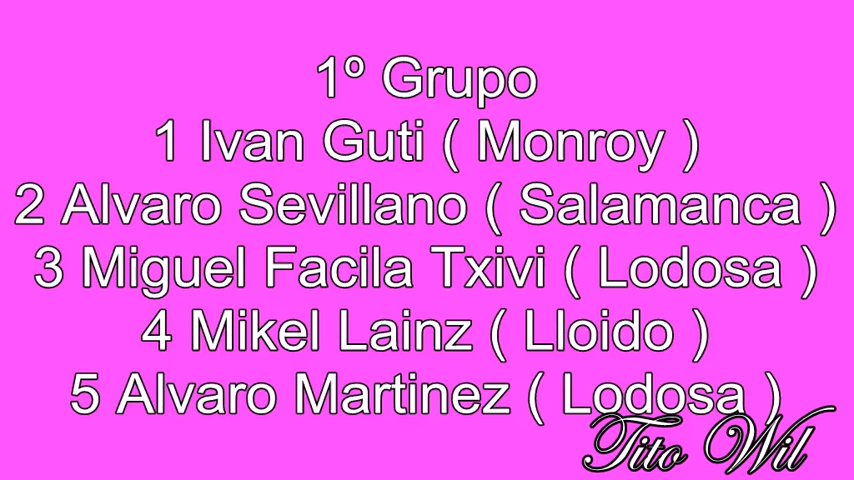 1º Grupo
1 Ivan Guti ( Monroy )
2 Alvaro Sevillano ( Salamanca )
3 Miguel Facila Txivi ( Lodosa )
4 Mikel Lainz ( Lloido )
5 Alvaro Martinez ( Lodosa )
Tito Wil